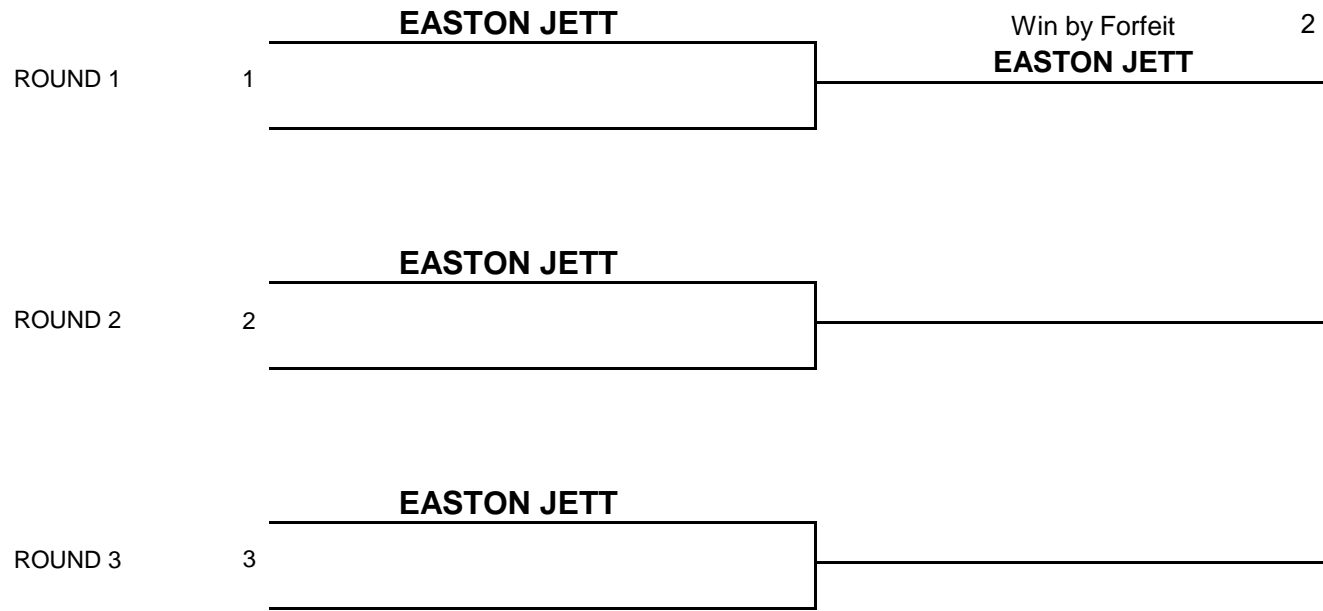 EASTON JETT
Win by Forfeit 2
EASTON JETT
ROUND 1 1
EASTON JETT
ROUND 2 2
EASTON JETT
ROUND 3 3